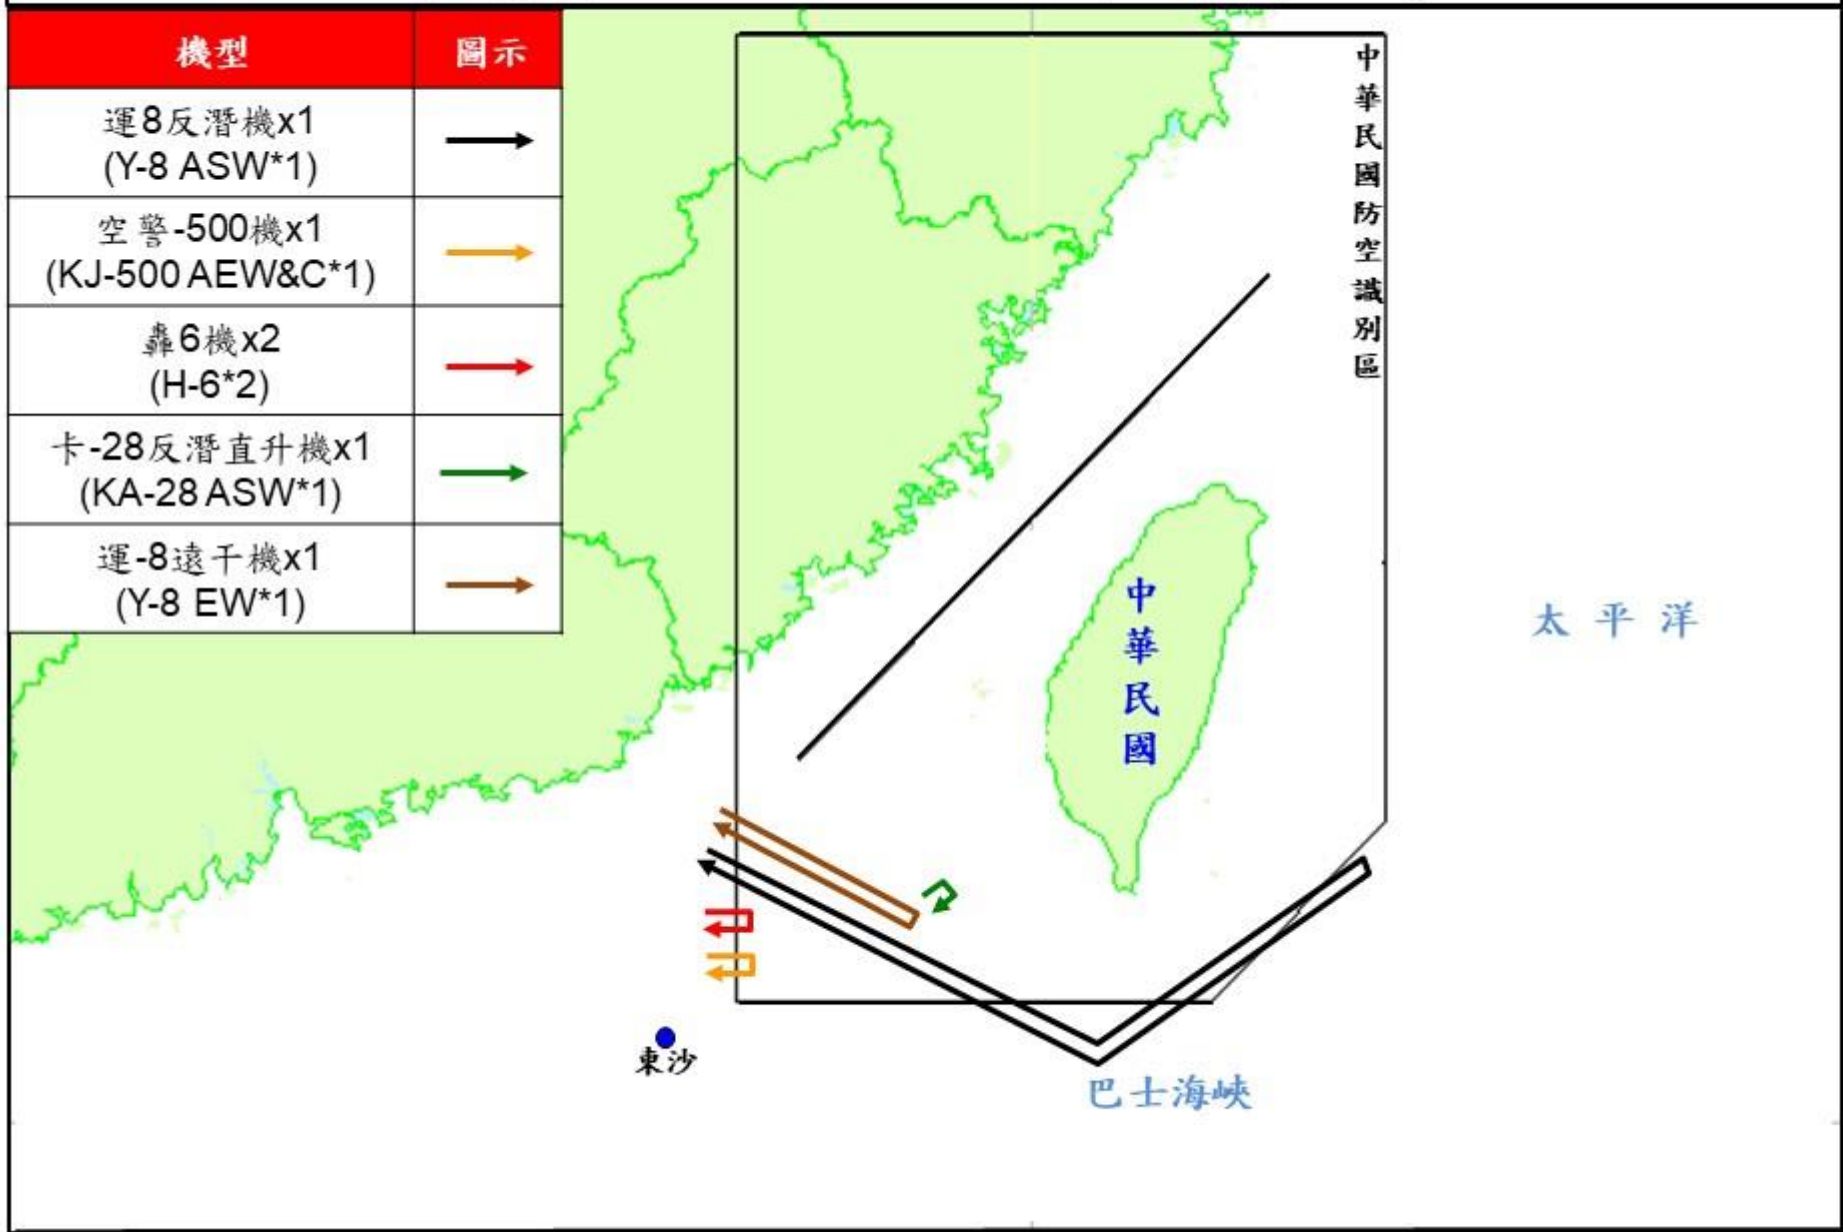 機型 圖示
運8反潛機x1
(Y-8 ASW*1)
空警-500機x1
(KJ-500 AEW&C*1)
轟6機x2
(H-6*2)
卡-28反潛直升機x1
(KA-28 ASW*1)
運-8遠干機x1
(Y-8 EW*1)
中華民國防空識別區
中華民國
太平洋
東沙
巴士海峽